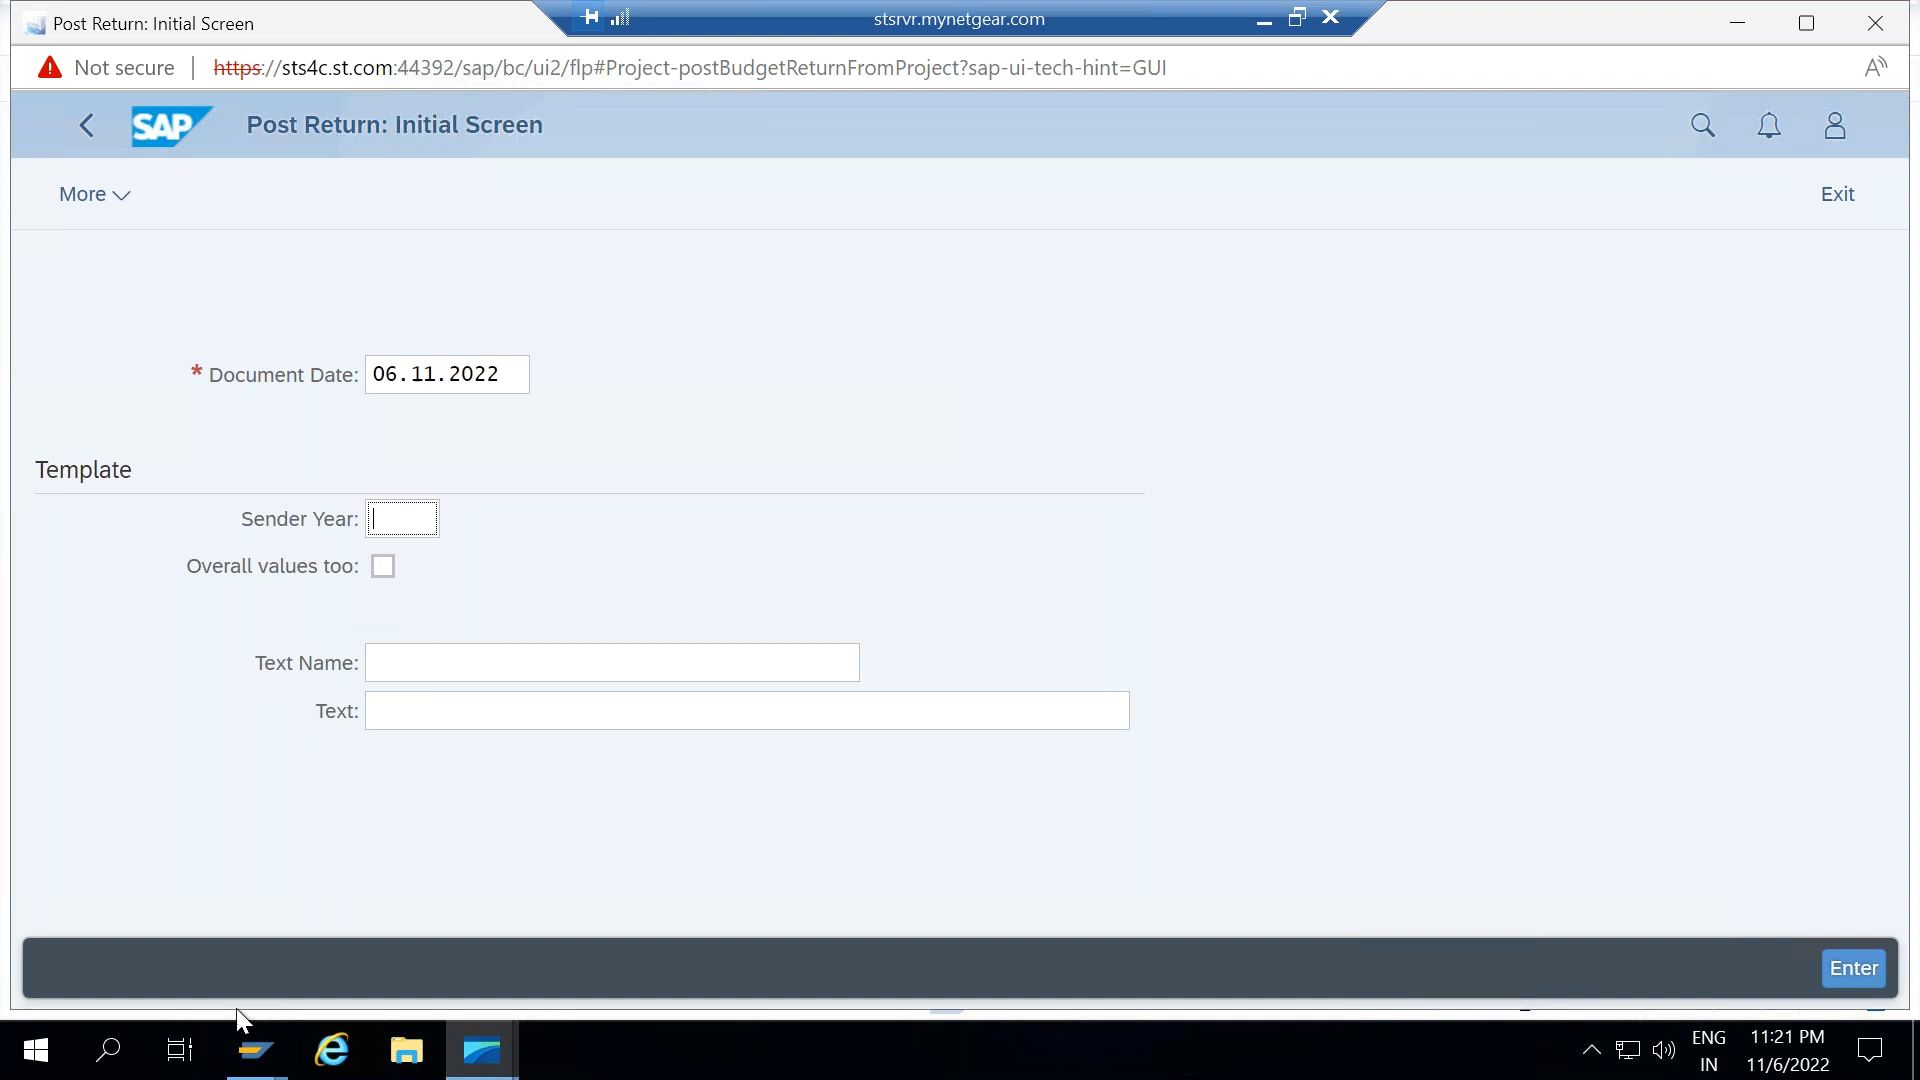 Post Return: Initial Screen
stsrvr.mynetgear.com
Not secure
https://sts4c.st.com:44392/sap/bc/ui2/flp#Project-postBudgetReturnFromProject?sap-ui-tech-hint=GUI
SAP
Post Return: Initial Screen
More
Exit
* Document Date: 06.11.2022
Template
Sender Year:
Overall values too:
Text Name:
Text:
Enter
ENG
IN
11:21 PM
11/6/2022